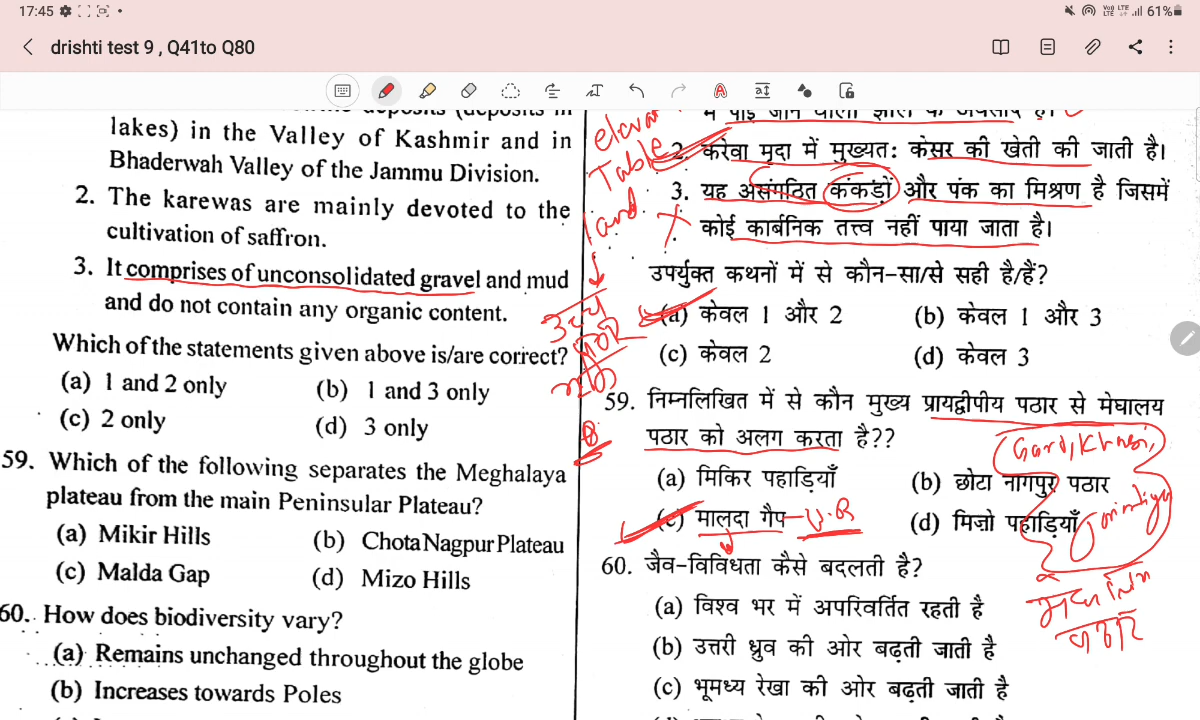 17:45
61%
drishti test 9 , Q41to Q80
lakes) in the Valley of Kashmir and in
Bhaderwah Valley of the Jammu Division.
2. The karewas are mainly devoted to the
cultivation of saffron.
3. It comprises of unconsolidated gravel and mud
and do not contain any organic content.
Which of the statements given above is/are correct?
(a) 1 and 2 only (b) 1 and 3 only
(c) 2 only (d) 3 only
59. Which of the following separates the Meghalaya
plateau from the main Peninsular Plateau?
(a) Mikir Hills (b) Chota Nagpur Plateau
(c) Malda Gap (d) Mizo Hills
60. How does biodiversity vary?
(a) Remains unchanged throughout the globe
(b) Increases towards Poles
Table
land
2. करेवा मृदा में मुख्यत: केसर की खेती की जाती है।
3. यह असंगठित कंकड़ों और पंक का मिश्रण है जिसमें
कोई कार्बनिक तत्त्व नहीं पाया जाता है।
उपर्युक्त कथनों में से कौन-सा/से सही है/हैं?
(a) केवल 1 और 2 (b) केवल 1 और 3
(c) केवल 2 (d) केवल 3
59. निम्नलिखित में से कौन मुख्य प्रायद्वीपीय पठार से मेघालय
पठार को अलग करता है??
(a) मिकिर पहाड़ियाँ (b) छोटा नागपुर पठार
(c) मालदा गैप (d) मिज़ो पहाड़ियाँ
60. जैव-विविधता कैसे बदलती है?
(a) विश्व भर में अपरिवर्तित रहती है
(b) उत्तरी ध्रुव की ओर बढ़ती जाती है
(c) भूमध्य रेखा की ओर बढ़ती जाती है